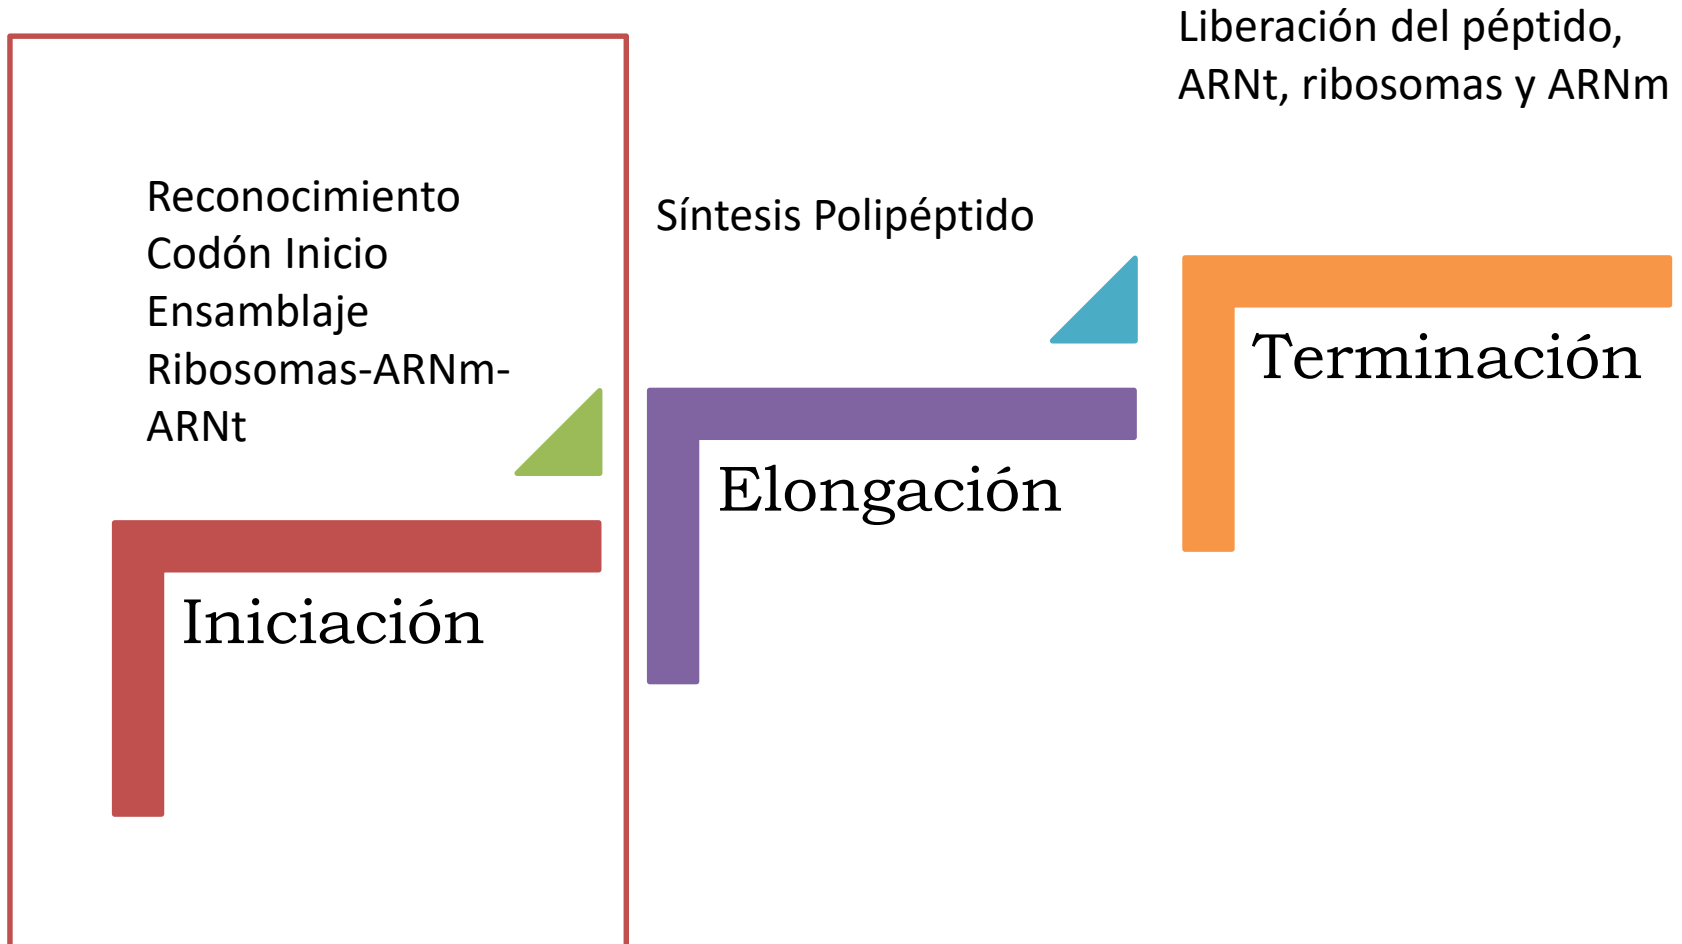 Reconocimiento
Codón Inicio
Ensamblaje
Ribosomas-ARNm-
ARNt
Iniciación
Síntesis Polipéptido
Elongación
Liberación del péptido,
ARNt, ribosomas y ARNm
Terminación